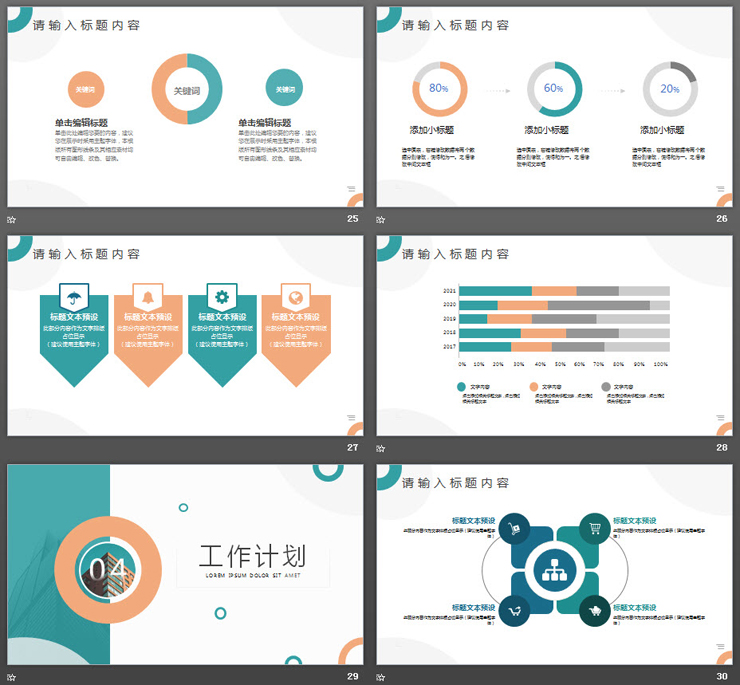 请输入标题内容
关键词
关键词
关键词
单击编辑标题
单击此处编辑您要的内容，建议
您在展示时采用主题字体，本模
版所有图形线条及其相应素材均
可自由编辑、改色、替换。
单击编辑标题
单击此处编辑您要的内容，建议
您在展示时采用主题字体，本模
版所有图形线条及其相应素材均
可自由编辑、改色、替换。
25
请输入标题内容
80%
60%
20%
添加小标题
添加小标题
添加小标题
26
请输入标题内容
标题文本预设
此部分内容作为文字排版
占位显示
（建议使用主题字体）
标题文本预设
此部分内容作为文字排版
占位显示
（建议使用主题字体）
标题文本预设
此部分内容作为文字排版
占位显示
（建议使用主题字体）
标题文本预设
此部分内容作为文字排版
占位显示
（建议使用主题字体）
27
请输入标题内容
2021
2020
2019
2018
2017
0% 10% 20% 30% 40% 50% 60% 70% 80% 90% 100%
文字内容
文字内容
文字内容
28
04
工作计划
LOREM IPSUM DOLOR SIT AMET
29
请输入标题内容
标题文本预设
标题文本预设
标题文本预设
标题文本预设
30